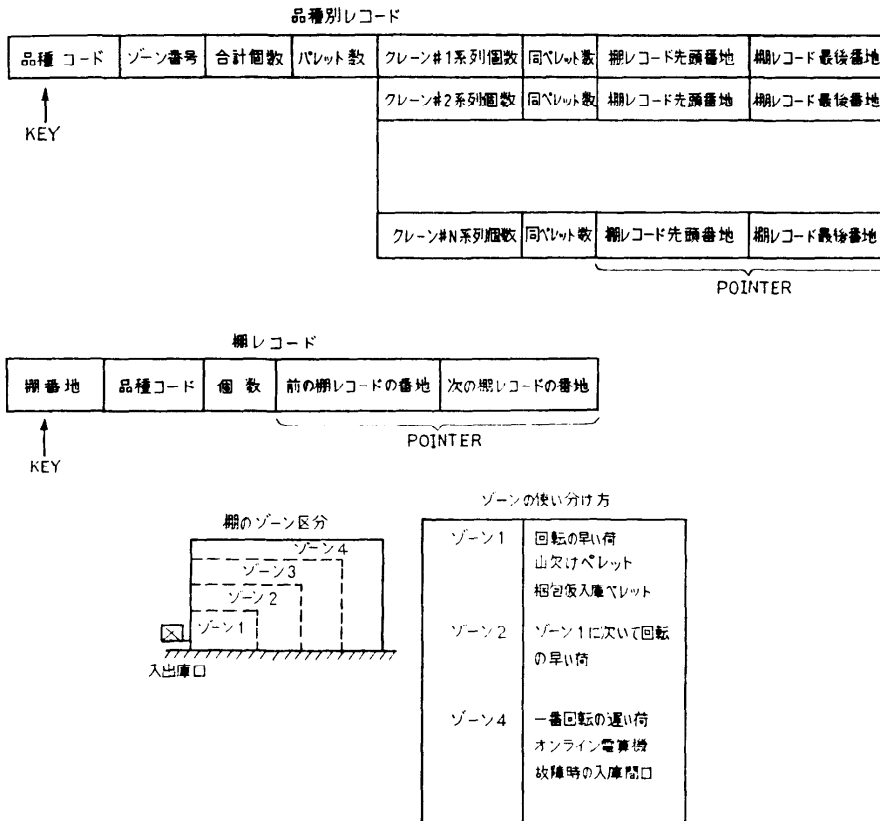 品種別レコード
品種 コード ゾーン番号 合計個数 パレット数 クレーン#1系列個数 同ペレット数 棚レコード先頭番地 棚レコード最後番地
クレーン#2系列個数 同ペレット数 棚レコード先頭番地 棚レコード最後番地
KEY
クレーン#N系列個数 同ペレット数 棚レコード先頭番地 棚レコード最後番地
POINTER
棚レコード
棚番地 品種コード 個 数 前の棚レコードの番地 次の棚レコードの番地
POINTER
KEY
棚のゾーン区分
ゾーン4
ゾーン3
ゾーン2
ゾーン1
入出庫口
ゾーンの使い分け方
ゾーン1 回転の早い荷
山欠けペレット
梱包仮入庫ペレット
ゾーン2 ゾーン1に次いて回転
の早い荷
ゾーン4 一番回転の遅い荷
オンライン電算機
故障時の入庫間口